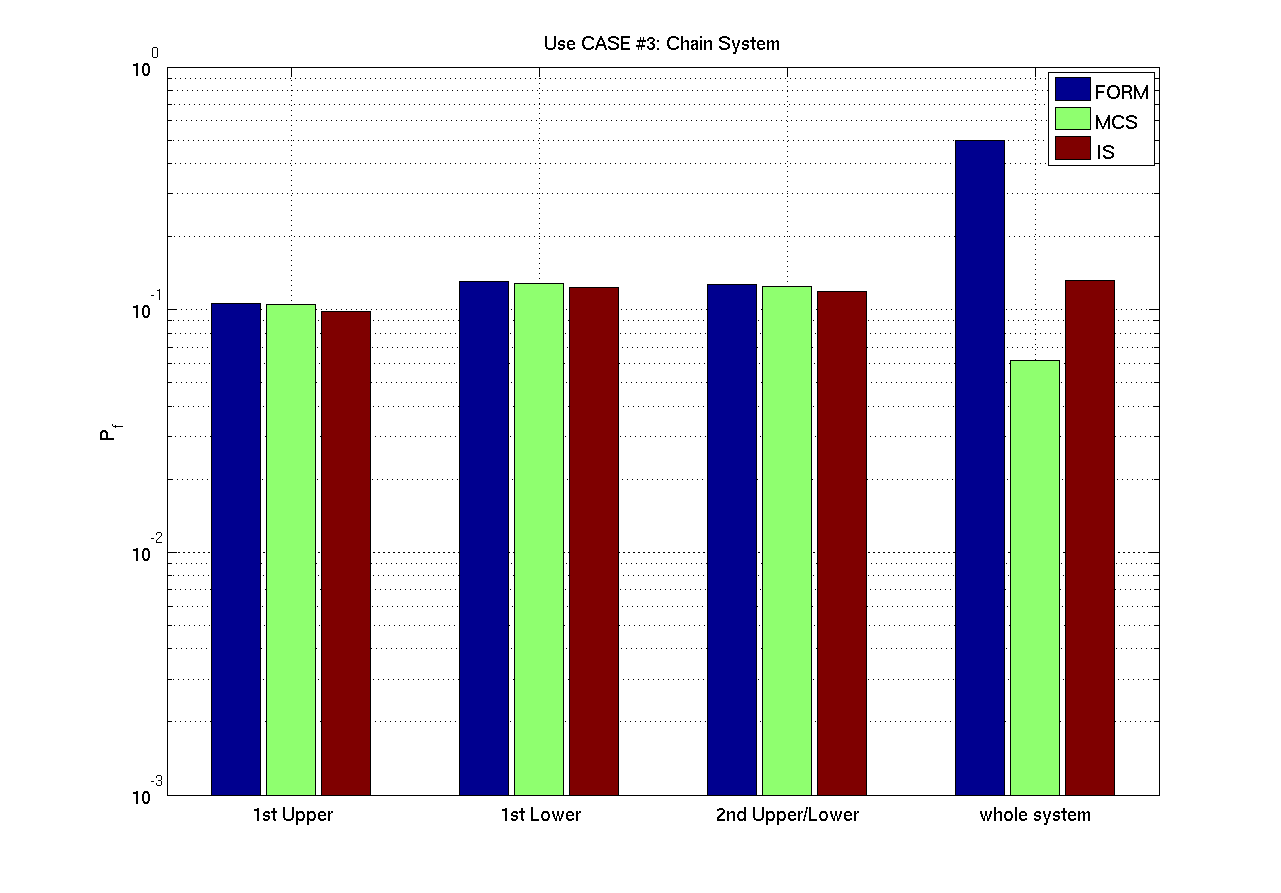 Use CASE #3: Chain System
10^0
10^-1
10^-2
10^-3
P_f
FORM
MCS
IS
1st Upper
1st Lower
2nd Upper/Lower
whole system